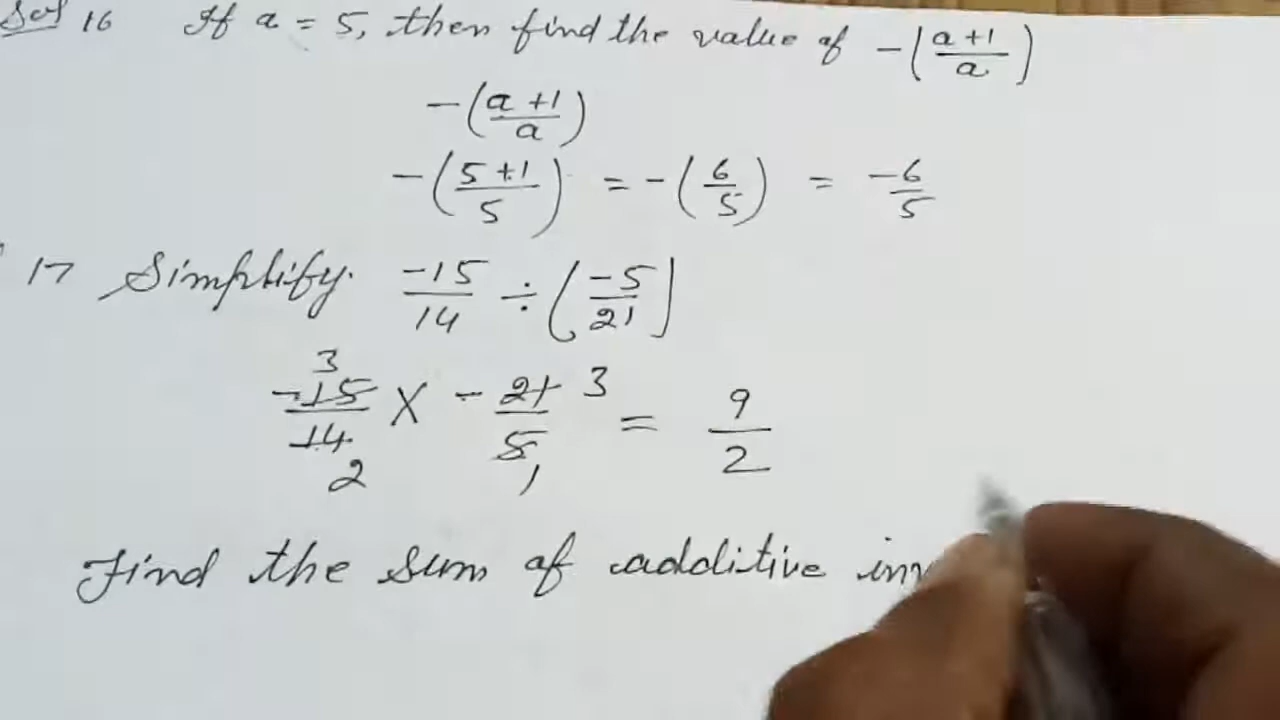 Sol 16 If a = 5, then find the value of -(a+1/a)
-(a+1/a)
-(5+1/5) = -(6/5) = -6/5
17 Simplify. -15/14 ÷ (-5/21)
3
-15/14 X - 21/5 3 = 9/2
2 1
Find the sum of additive